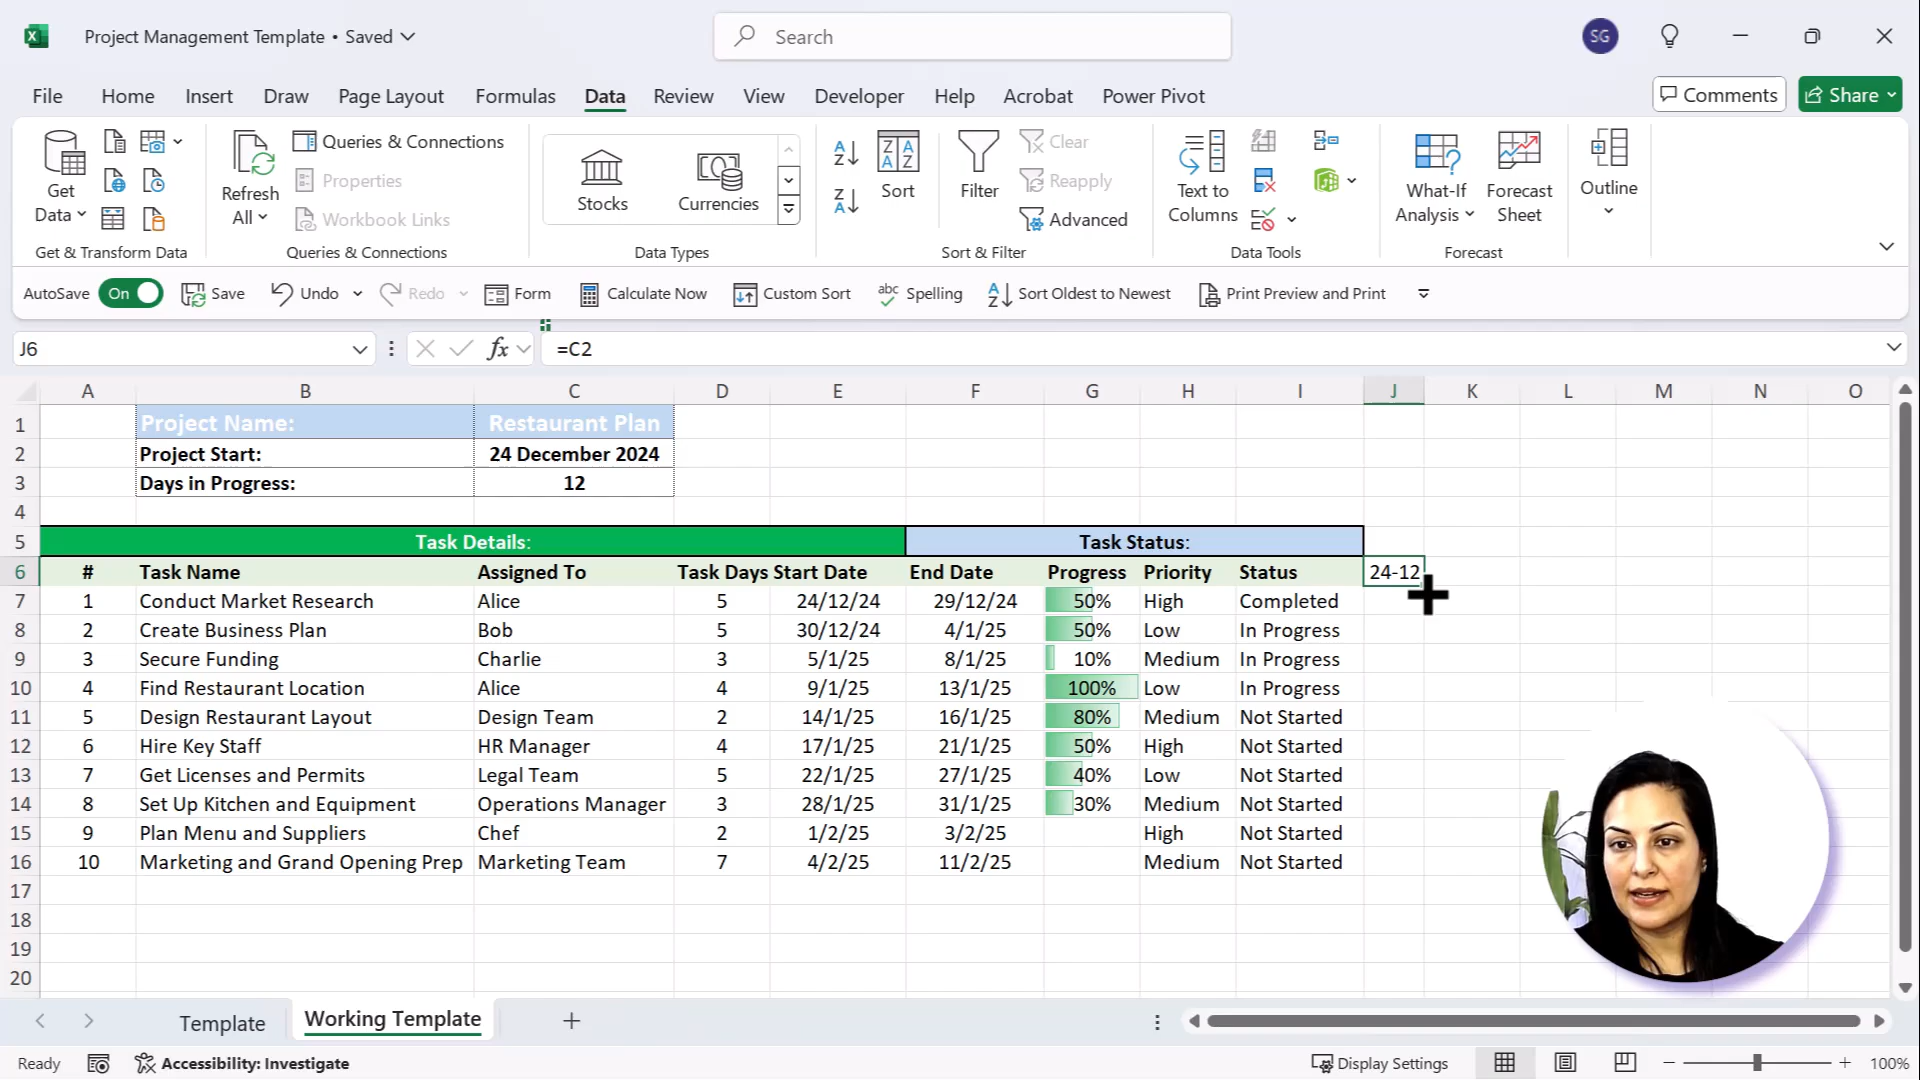 Project Management Template • Saved
Search
SG
File Home Insert Draw Page Layout Formulas Data Review View Developer Help Acrobat Power Pivot
Comments
Share
Get Data
Get & Transform Data
Refresh All
Queries & Connections
Properties
Workbook Links
Queries & Connections
Stocks
Currencies
Data Types
Sort
Filter
Clear
Reapply
Advanced
Sort & Filter
Text to Columns
Data Tools
What-If Analysis
Forecast Sheet
Forecast
Outline
AutoSave On Save Undo Redo Form Calculate Now Custom Sort Spelling Sort Oldest to Newest Print Preview and Print
J6 fx =C2
A B C D E F G H I J K L M N O
1 Project Name: Restaurant Plan
2 Project Start: 24 December 2024
3 Days in Progress: 12
4
5 Task Details: Task Status:
6 # Task Name Assigned To Task Days Start Date End Date Progress Priority Status 24-12
7 1 Conduct Market Research Alice 5 24/12/24 29/12/24 50% High Completed
8 2 Create Business Plan Bob 5 30/12/24 4/1/25 50% Low In Progress
9 3 Secure Funding Charlie 3 5/1/25 8/1/25 10% Medium In Progress
10 4 Find Restaurant Location Alice 4 9/1/25 13/1/25 100% Low In Progress
11 5 Design Restaurant Layout Design Team 2 14/1/25 16/1/25 80% Medium Not Started
12 6 Hire Key Staff HR Manager 4 17/1/25 21/1/25 50% High Not Started
13 7 Get Licenses and Permits Legal Team 5 22/1/25 27/1/25 40% Low Not Started
14 8 Set Up Kitchen and Equipment Operations Manager 3 28/1/25 31/1/25 30% Medium Not Started
15 9 Plan Menu and Suppliers Chef 2 1/2/25 3/2/25 High Not Started
16 10 Marketing and Grand Opening Prep Marketing Team 7 4/2/25 11/2/25 Medium Not Started
17
18
19
20
Template Working Template
Ready Accessibility: Investigate Display Settings 100%